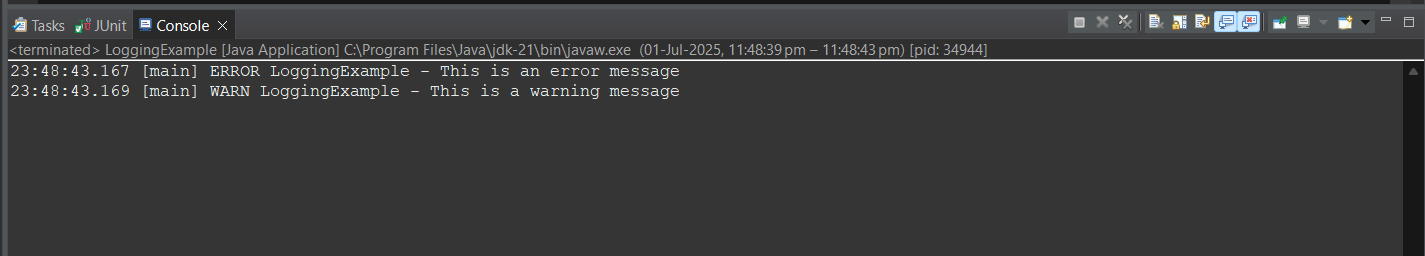 Tasks JUnit Console
<terminated> LoggingExample [Java Application] C:\Program Files\Java\jdk-21\bin\javaw.exe (01-Jul-2025, 11:48:39 pm – 11:48:43 pm) [pid: 34944]
23:48:43.167 [main] ERROR LoggingExample - This is an error message
23:48:43.169 [main] WARN LoggingExample - This is a warning message